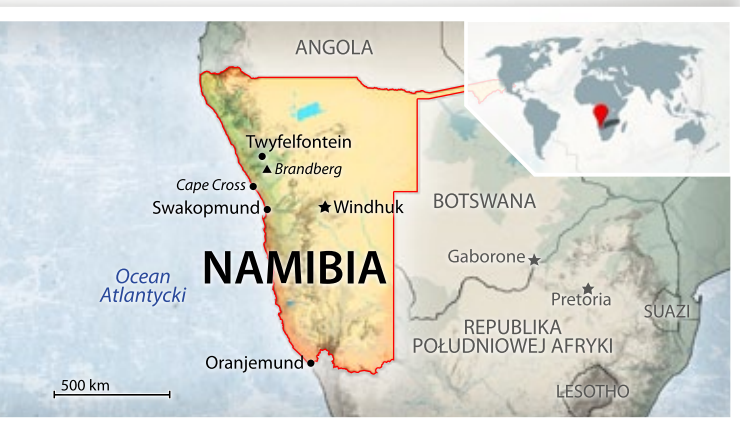 ANGOLA
Twyfelfontein
Brandberg
Cape Cross
Swakopmund
Windhuk
BOTSWANA
NAMIBIA
Gaborone
Ocean
Atlantycki
Pretoria
SUAZI
REPUBLIKA
POŁUDNIOWEJ AFRYKI
Oranjemund
500 km
LESOTHO